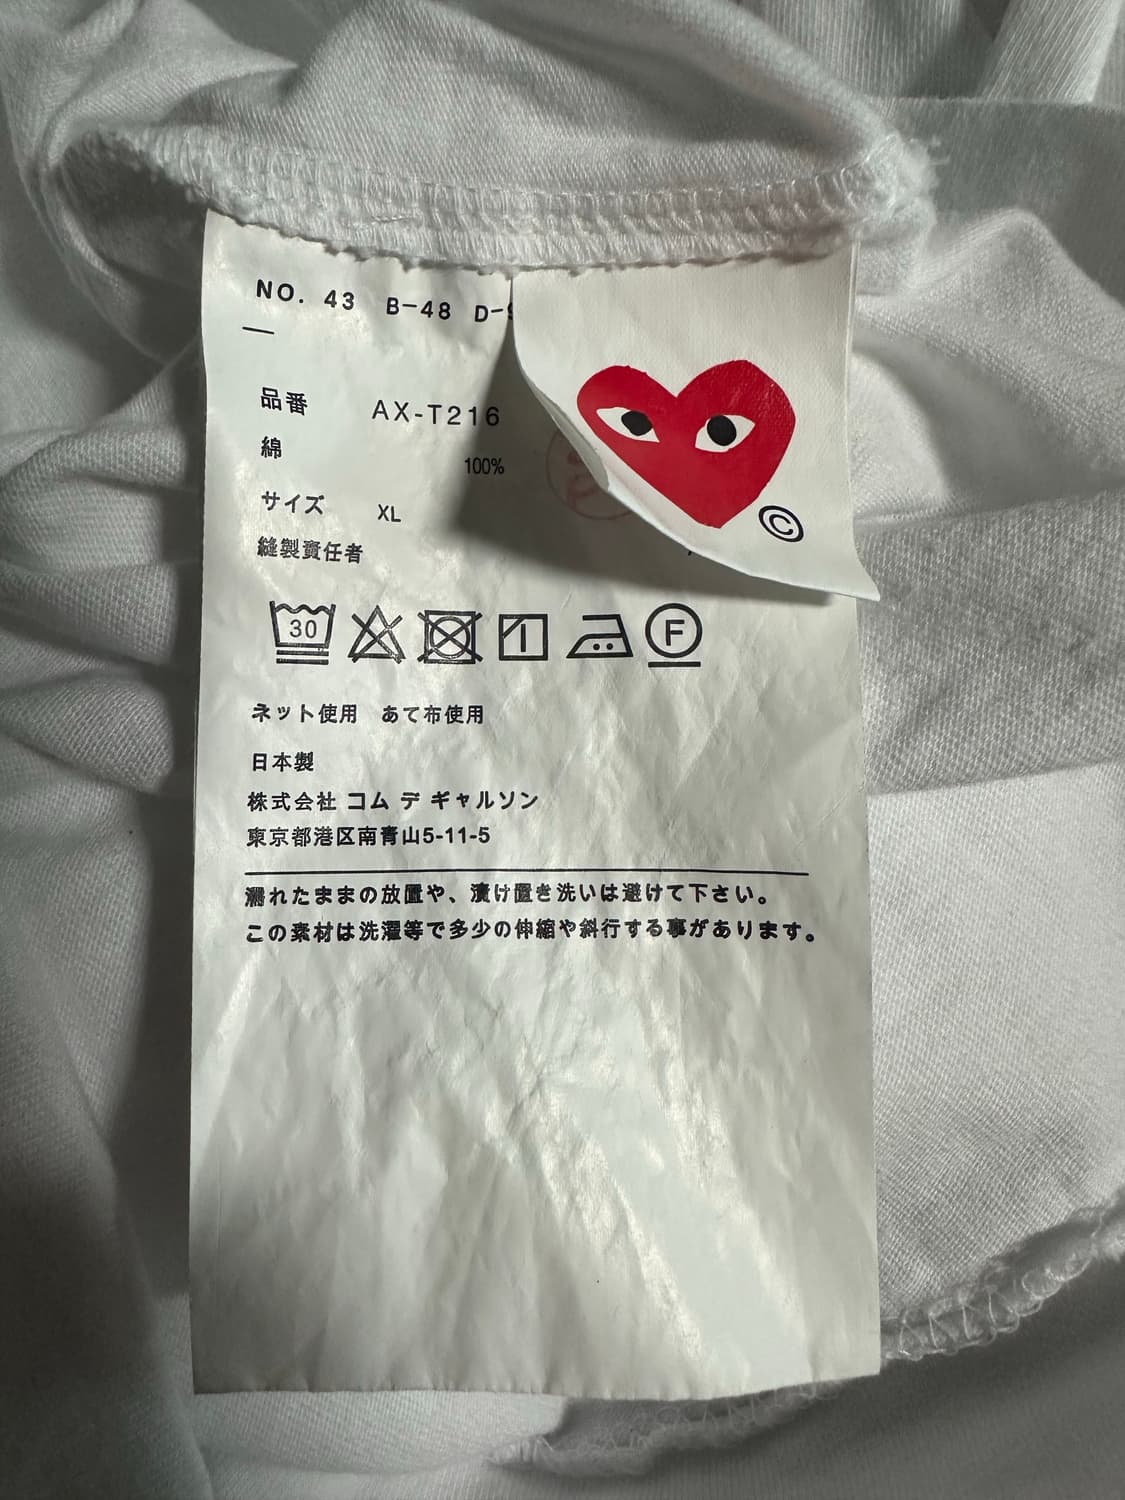 NO. 43 B-48 D-
品番 AX-T216
綿 100%
サイズ XL
縫製責任者
30 F
ネット使用 あて布使用
日本製
株式会社 コム デ ギャルソン
東京都港区南青山5-11-5
濡れたままの放置や、漬け置き洗いは避けて下さい。
この素材は洗濯等で多少の伸縮や斜行する事があります。
©